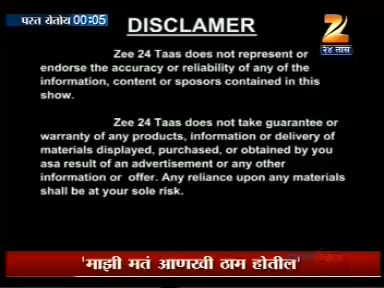 परत येतोय 00:05
DISCLAMER
२४ तास
Zee 24 Taas does not represent or
endorse the accuracy or reliability of any of the
information, content or sposors contained in this
show.
Zee 24 Taas does not take guarantee or
warranty of any products, information or delivery of
materials displayed, purchased, or obtained by you
asa result of an advertisement or any other
information or offer. Any reliance upon any materials
shall be at your sole risk.
'माझी मतं आणखी ठाम होतील'